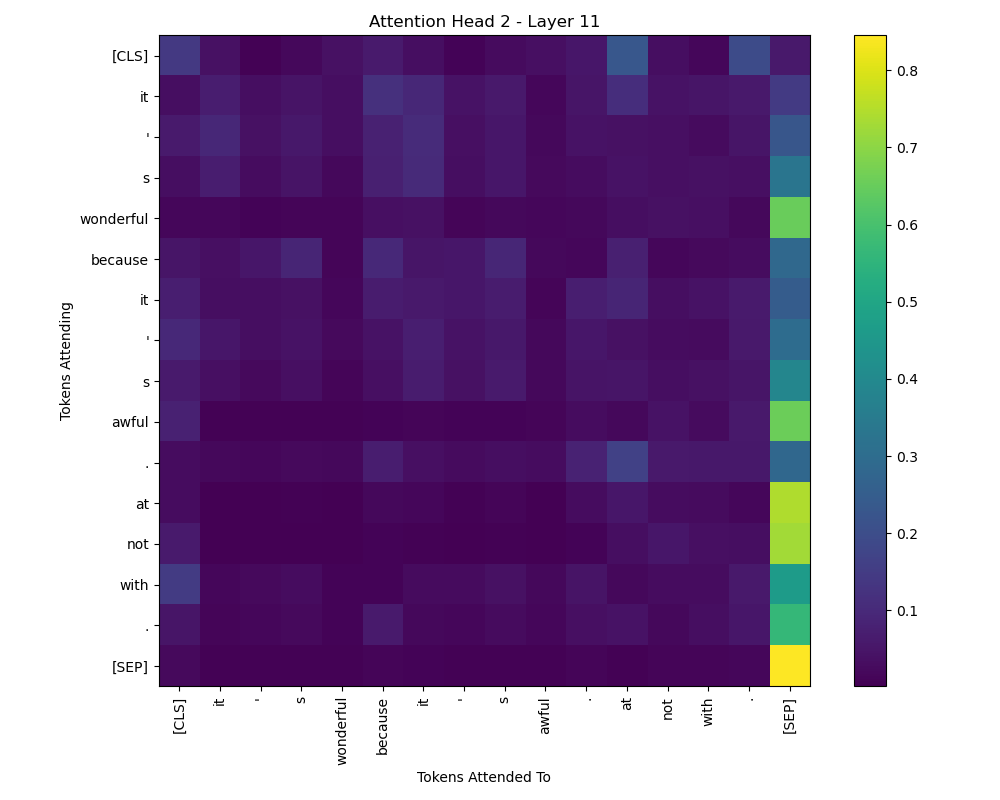 Attention Head 2 - Layer 11
Tokens Attending
[CLS]
it
'
s
wonderful
because
it
'
s
awful
.
at
not
with
.
[SEP]
[CLS]
it
'
s
wonderful
because
it
'
s
awful
.
at
not
with
.
[SEP]
Tokens Attended To
0.8
0.7
0.6
0.5
0.4
0.3
0.2
0.1